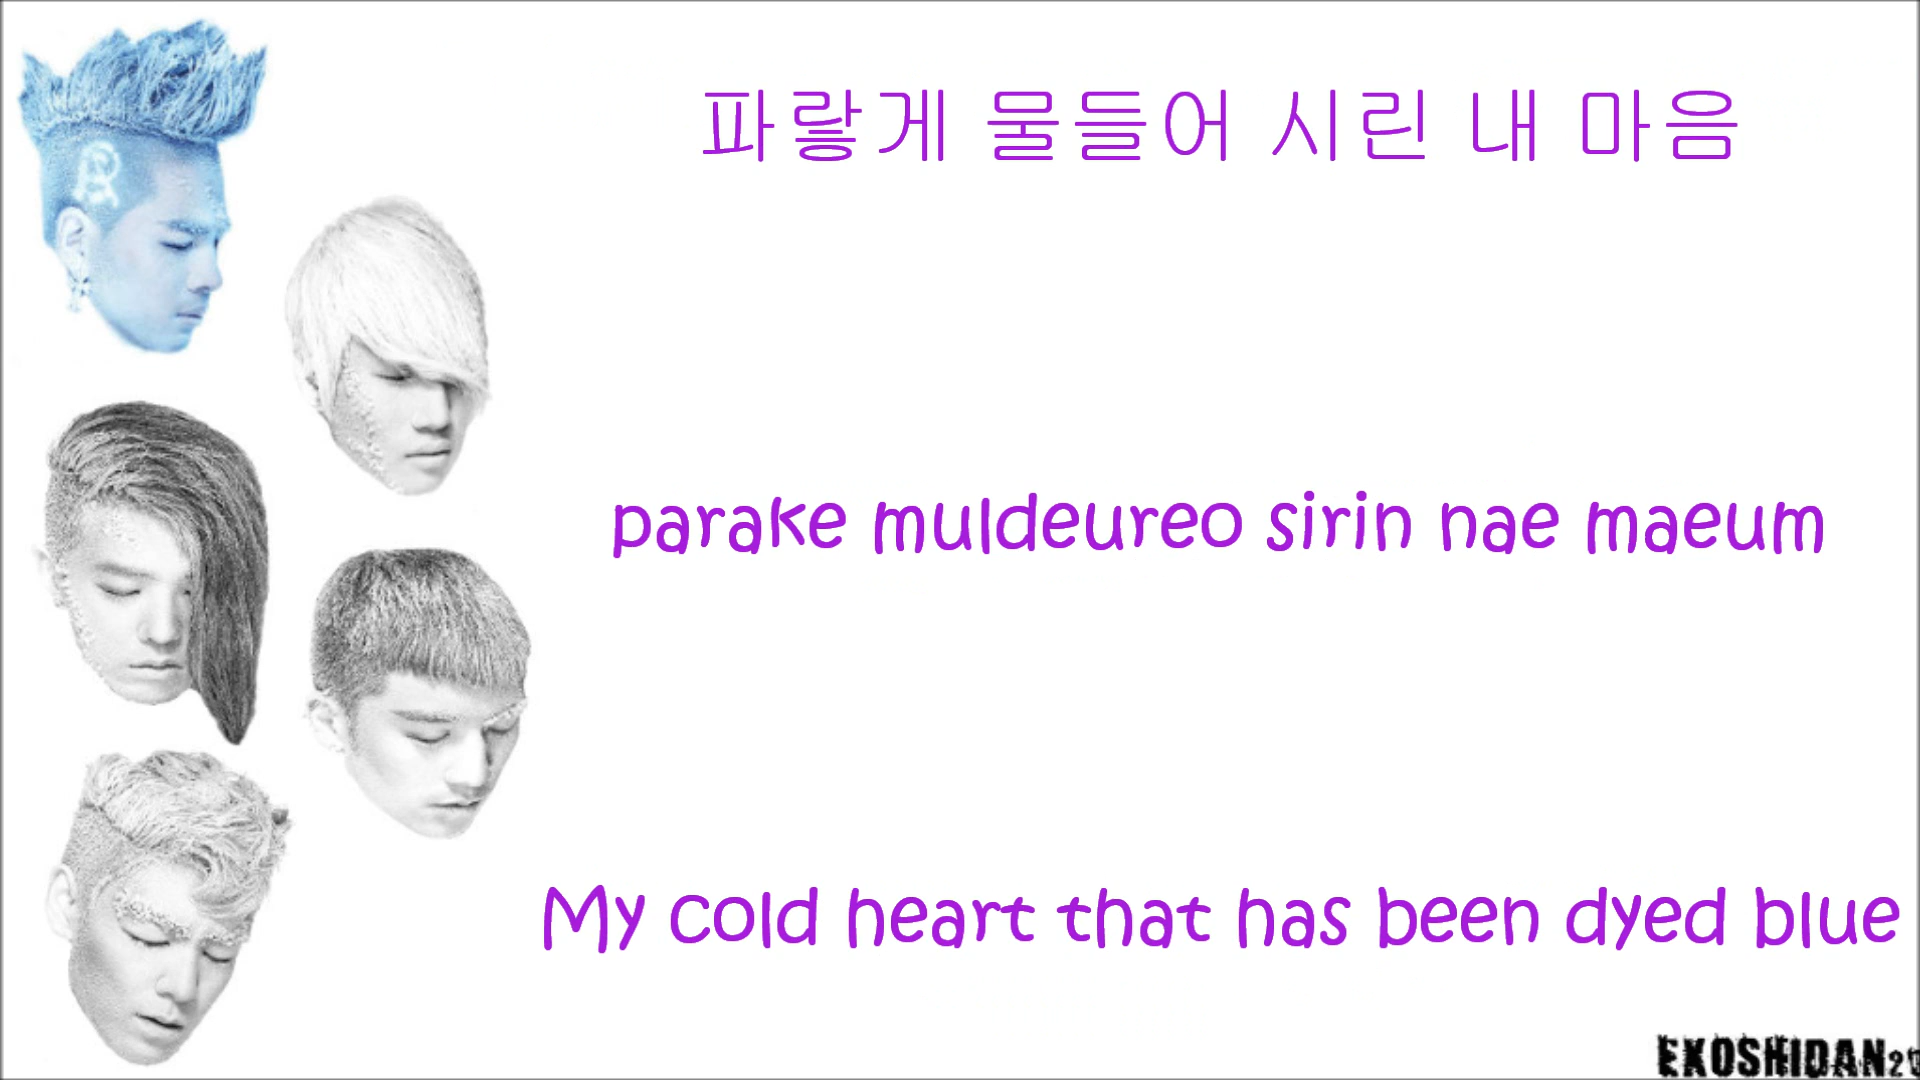 파랗게 물들어 시린 내 마음
parake muldeureo sirin nae maeum
My cold heart that has been dyed blue
EXOSHIDAN